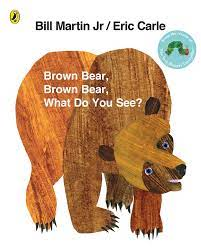 Bill Martin Jr / Eric Carle
Brown Bear,
Brown Bear,
What Do You See?